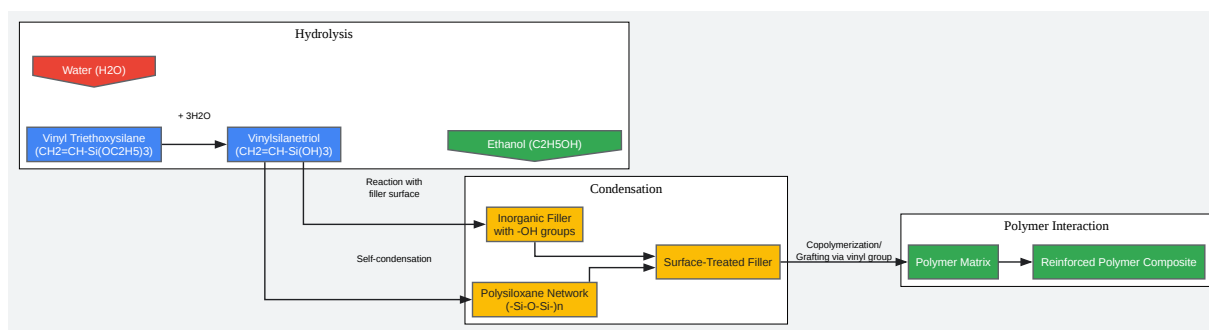 Hydrolysis
Water (H2O)
+ 3H2O
Vinyl Triethoxysilane
(CH2=CH-Si(OC2H5)3)
Vinylsilanetriol
(CH2=CH-Si(OH)3)
Ethanol (C2H5OH)
Reaction with
filler surface
Self-condensation
Condensation
Inorganic Filler
with -OH groups
Polysiloxane Network
(-Si-O-Si-)n
Surface-Treated Filler
Copolymerization/
Grafting via vinyl group
Polymer Interaction
Polymer Matrix
Reinforced Polymer Composite